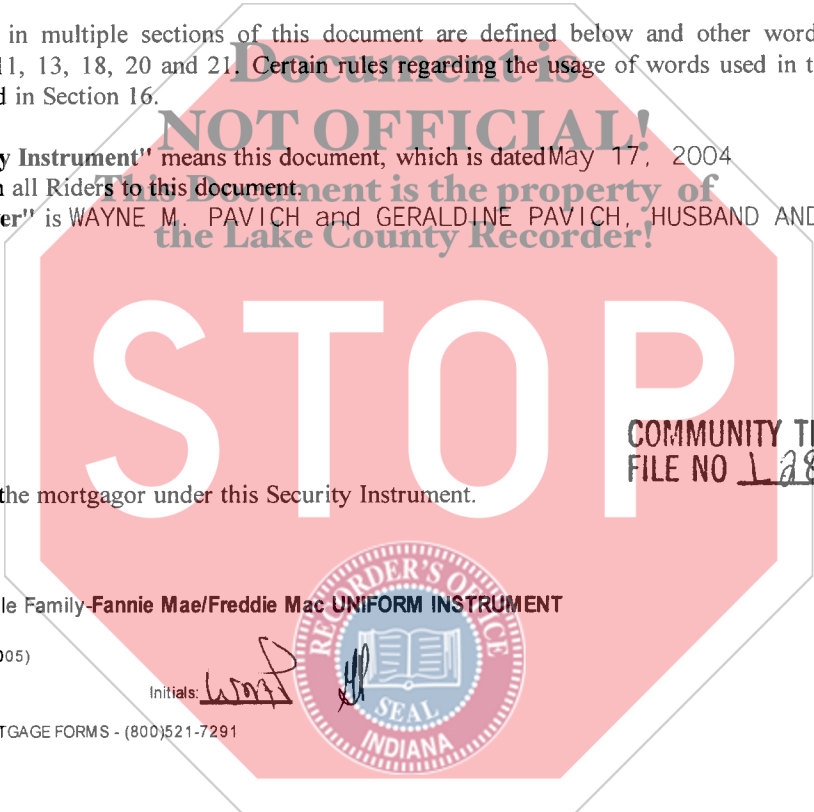 in multiple sections of this document are defined below and other word
11, 13, 18, 20 and 21. Certain rules regarding the usage of words used in t
d in Section 16.
Document is
NOT OFFICIAL!
This Document is the property of
the Lake County Recorder!
y Instrument" means this document, which is dated May 17, 2004
n all Riders to this document.
er" is WAYNE M. PAVICH and GERALDINE PAVICH, HUSBAND AND
STOP
COMMUNITY TI
FILE NO 128
the mortgagor under this Security Instrument.
le Family-Fannie Mae/Freddie Mac UNIFORM INSTRUMENT
005)
Initials:
RECORDER'S OFFICE
SEAL
INDIANA
TGAGE FORMS - (800)521-7291